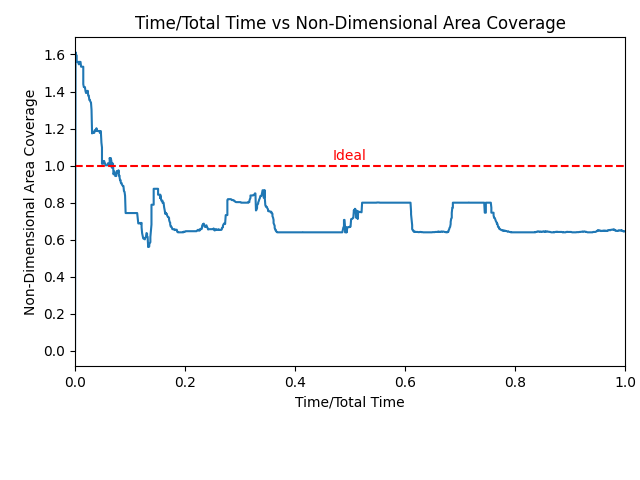 Time/Total Time vs Non-Dimensional Area Coverage
Non-Dimensional Area Coverage
1.6
1.4
1.2
1.0
0.8
0.6
0.4
0.2
0.0
Ideal
0.0 0.2 0.4 0.6 0.8 1.0
Time/Total Time